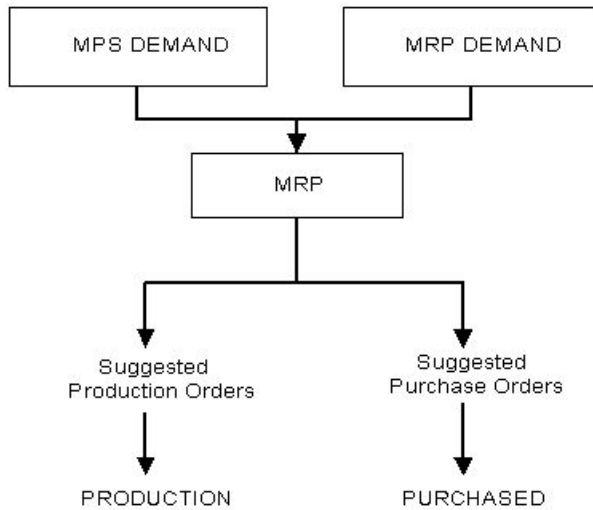 MPS DEMAND
MRP DEMAND
MRP
Suggested
Production Orders
Suggested
Purchase Orders
PRODUCTION
PURCHASED